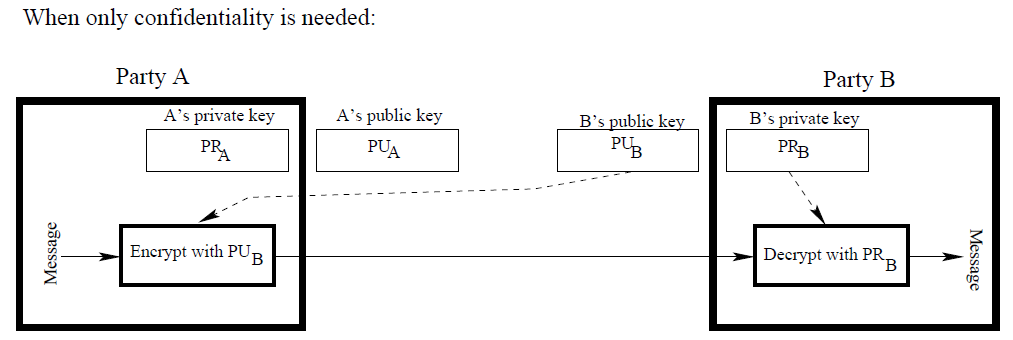 When only confidentiality is needed:
Party A
Party B
A's private key
A's public key
B's public key
B's private key
PRA
PUA
PUB
PRB
Message
Encrypt with PUB
Decrypt with PRB
Message